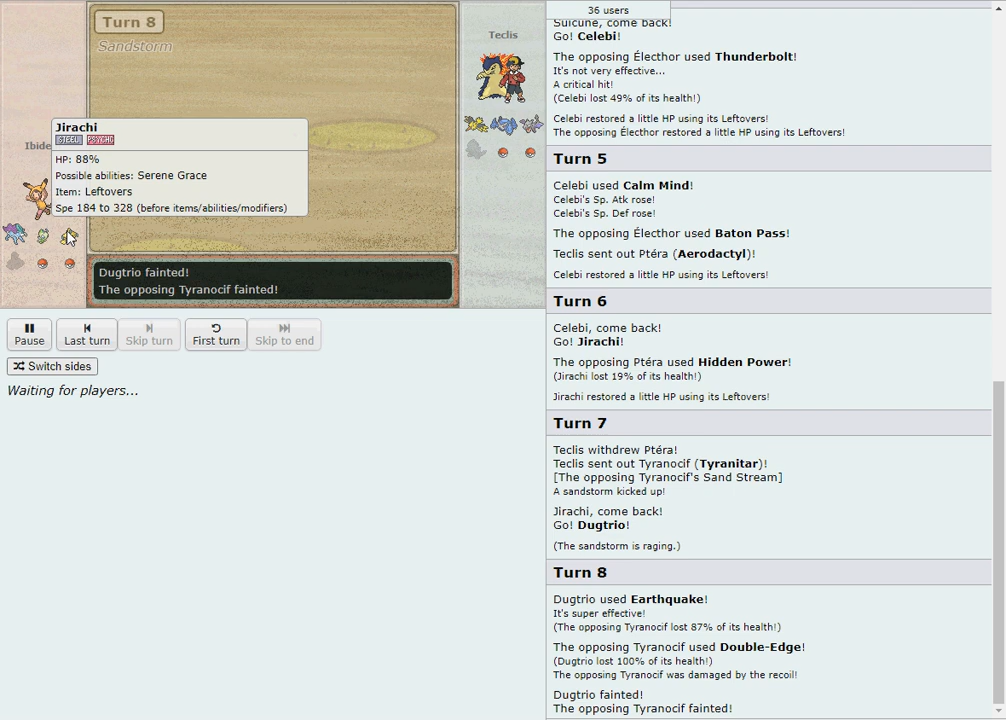 Turn 8
Sandstorm
Teclis
Jirachi
STEEL PSYCHC
HP: 88%
Possible abilities: Serene Grace
Item: Leftovers
Spe 184 to 328 (before items/abilities/modifiers)
Ibide
Dugtrio fainted!
The opposing Tyranocif fainted!
Pause
Last turn
Skip turn
First turn
Skip to end
Switch sides
Waiting for players...
36 users
Suicune, come back!
Go! Celebi!
The opposing Électhor used Thunderbolt!
It's not very effective...
A critical hit!
(Celebi lost 49% of its health!)
Celebi restored a little HP using its Leftovers!
The opposing Électhor restored a little HP using its Leftovers!
Turn 5
Celebi used Calm Mind!
Celebi's Sp. Atk rose!
Celebi's Sp. Def rose!
The opposing Électhor used Baton Pass!
Teclis sent out Ptéra (Aerodactyl)!
Celebi restored a little HP using its Leftovers!
Turn 6
Celebi, come back!
Go! Jirachi!
The opposing Ptéra used Hidden Power!
(Jirachi lost 19% of its health!)
Jirachi restored a little HP using its Leftovers!
Turn 7
Teclis withdrew Ptéra!
Teclis sent out Tyranocif (Tyranitar)!
[The opposing Tyranocif's Sand Stream]
A sandstorm kicked up!
Jirachi, come back!
Go! Dugtrio!
(The sandstorm is raging.)
Turn 8
Dugtrio used Earthquake!
It's super effective!
(The opposing Tyranocif lost 87% of its health!)
The opposing Tyranocif used Double-Edge!
(Dugtrio lost 100% of its health!)
The opposing Tyranocif was damaged by the recoil!
Dugtrio fainted!
The opposing Tyranocif fainted!